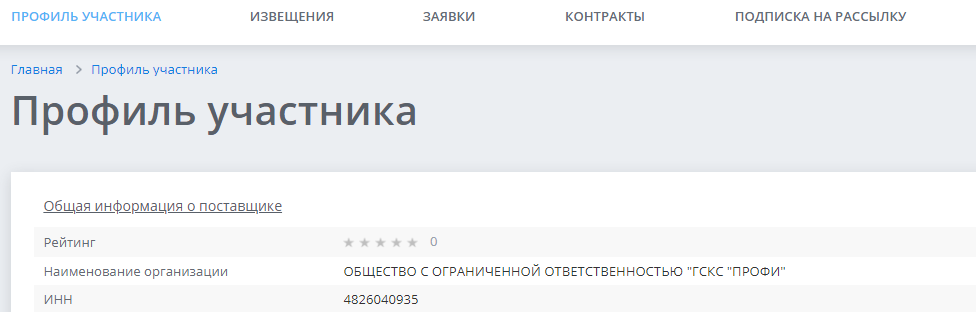 ПРОФИЛЬ УЧАСТНИКА ИЗВЕЩЕНИЯ ЗАЯВКИ КОНТРАКТЫ ПОДПИСКА НА РАССЫЛКУ
Главная > Профиль участника
Профиль участника
Общая информация о поставщике
Рейтинг ★★★★★ 0
Наименование организации ОБЩЕСТВО С ОГРАНИЧЕННОЙ ОТВЕТСТВЕННОСТЬЮ "ГСКС "ПРОФИ"
ИНН 4826040935